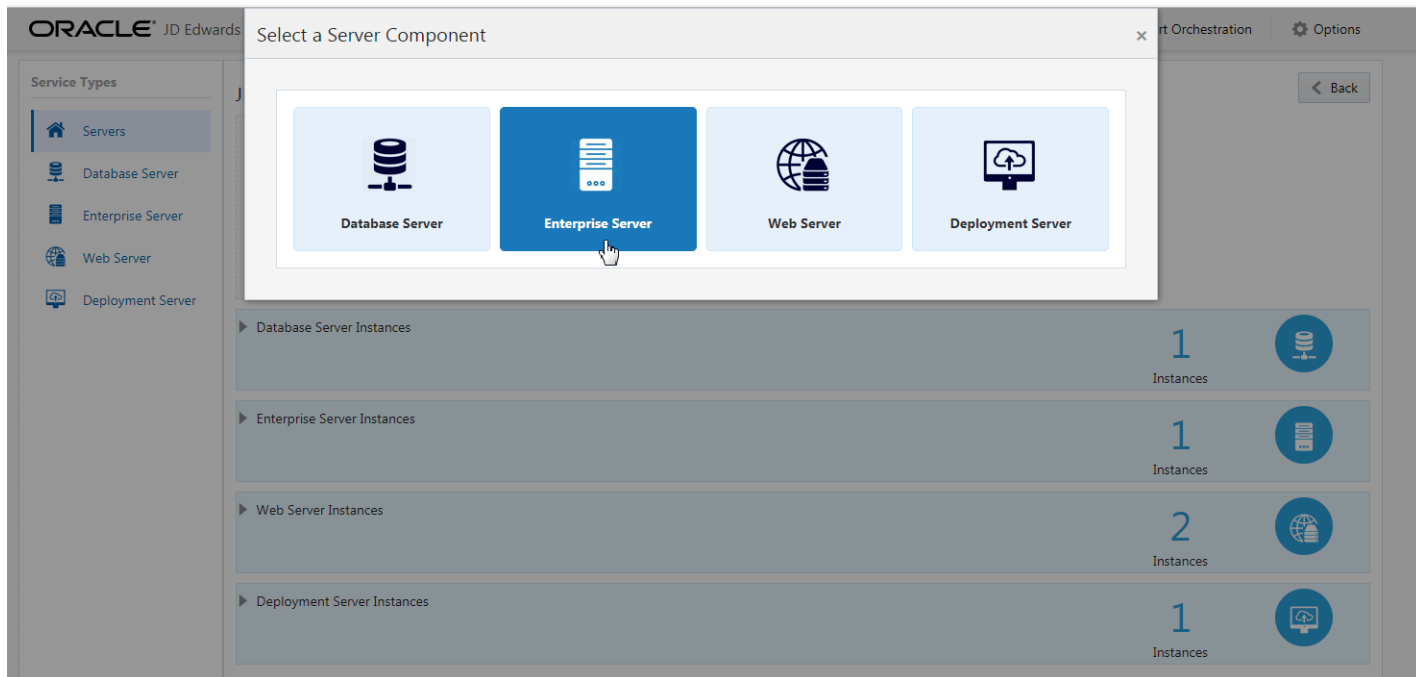 ORACLE® JD Edwards
Select a Server Component
×
rt Orchestration
Options
Service Types
Servers
Database Server
Enterprise Server
Web Server
Deployment Server
J
Back
Database Server
Enterprise Server
Web Server
Deployment Server
Database Server Instances
1
Instances
Enterprise Server Instances
1
Instances
Web Server Instances
2
Instances
Deployment Server Instances
1
Instances